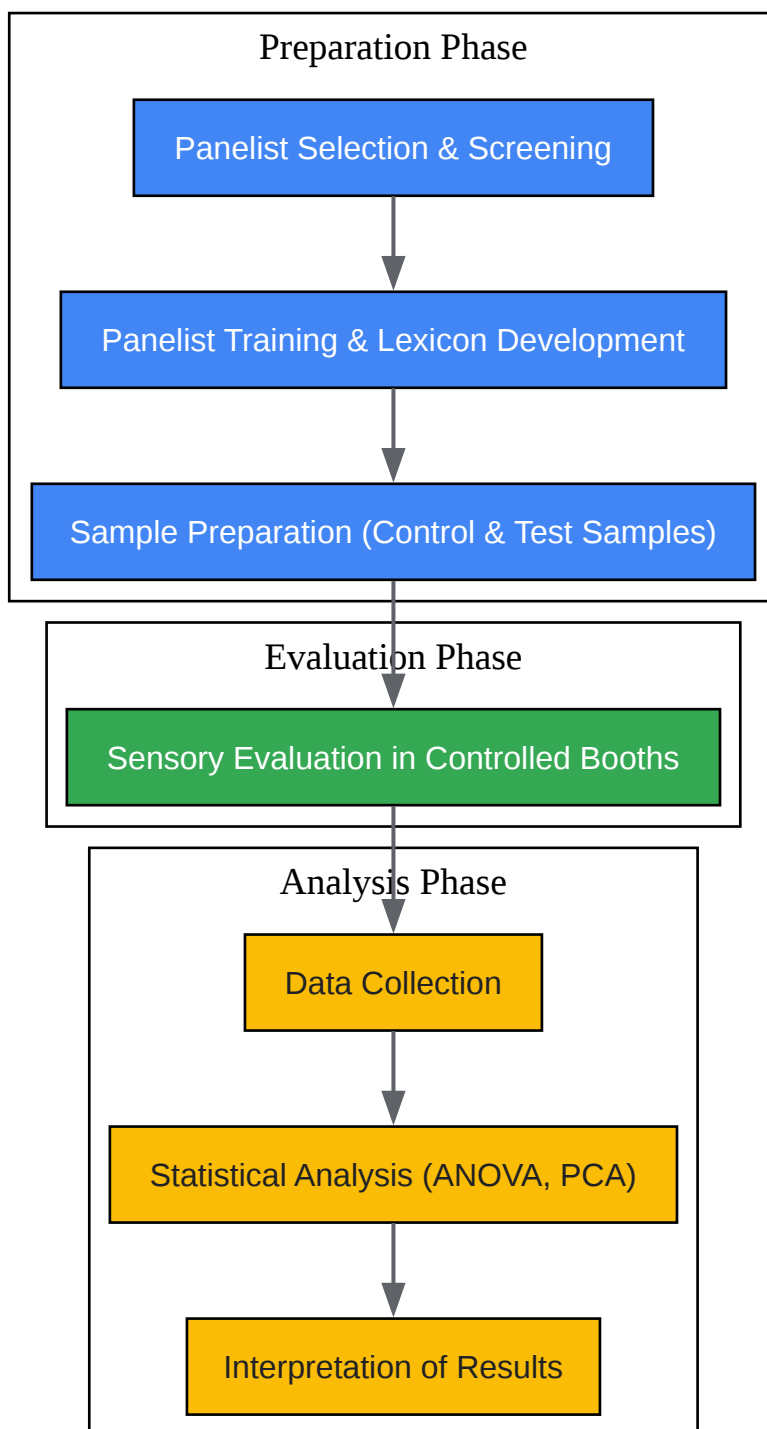 Preparation Phase
Panelist Selection & Screening
Panelist Training & Lexicon Development
Sample Preparation (Control & Test Samples)
Evaluation Phase
Sensory Evaluation in Controlled Booths
Analysis Phase
Data Collection
Statistical Analysis (ANOVA, PCA)
Interpretation of Results